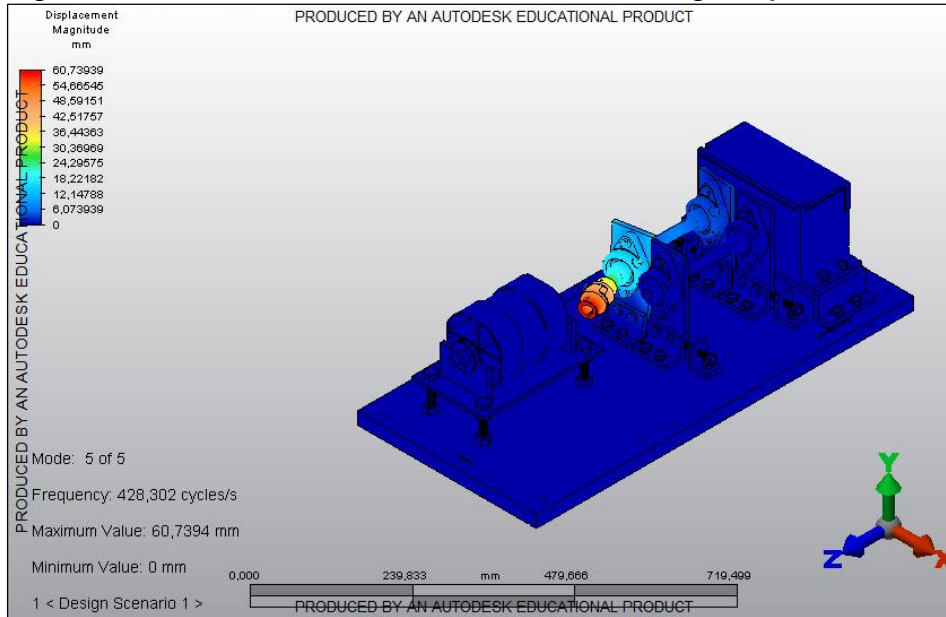 PRODUCED BY AN AUTODESK EDUCATIONAL PRODUCT
Displacement
Magnitude
mm
60,73939
54,66545
48,59151
42,51757
36,44363
30,36969
24,29575
18,22182
12,14788
6,073939
0
PRODUCED BY AN AUTODESK EDUCATIONAL PRODUCT
Mode: 5 of 5
Frequency: 428,302 cycles/s
Maximum Value: 60,7394 mm
Minimum Value: 0 mm
0,000 239,833 mm 479,666 719,499
1 < Design Scenario 1 >
PRODUCED BY AN AUTODESK EDUCATIONAL PRODUCT
Y
Z
X